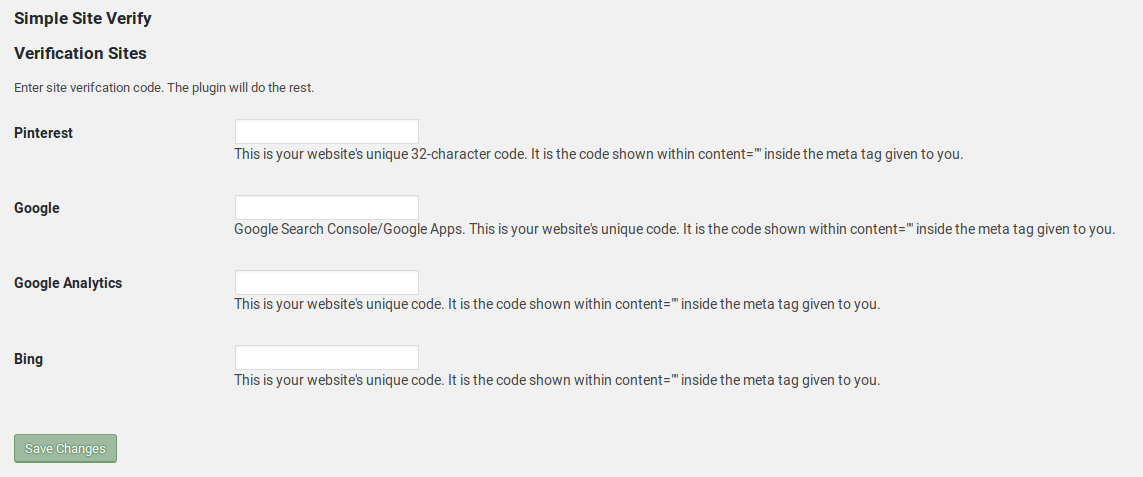 Simple Site Verify
Verification Sites
Enter site verifcation code. The plugin will do the rest.
Pinterest
This is your website's unique 32-character code. It is the code shown within content="" inside the meta tag given to you.
Google
Google Search Console/Google Apps. This is your website's unique code. It is the code shown within content="" inside the meta tag given to you.
Google Analytics
This is your website's unique code. It is the code shown within content="" inside the meta tag given to you.
Bing
This is your website's unique code. It is the code shown within content="" inside the meta tag given to you.
Save Changes